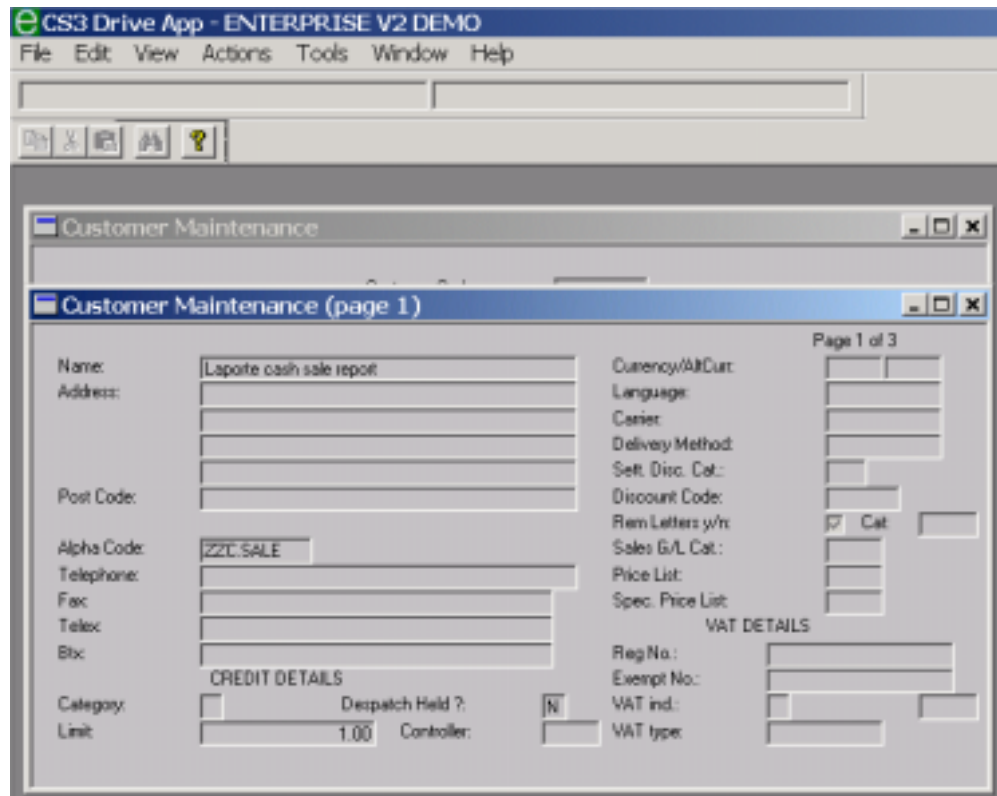 e CS3 Drive App - ENTERPRISE V2 DEMO
File Edit View Actions Tools Window Help
Customer Maintenance
Customer Maintenance (page 1)
Page 1 of 3
Name: Laporte cash sale report Currency/AltCurr:
Address: Language:
Carrier:
Delivery Method:
Sett. Disc. Cat.:
Post Code: Discount Code:
Rem Letters y/n: Cat:
Alpha Code: ZZC.SALE Sales G/L Cat.:
Telephone: Price List:
Fax: Spec. Price List:
Telex: VAT DETAILS
Btx: Reg No.:
CREDIT DETAILS Exempt No.:
Category: Despatch Held ?: N VAT ind.:
Limit: 1.00 Controller: VAT type: